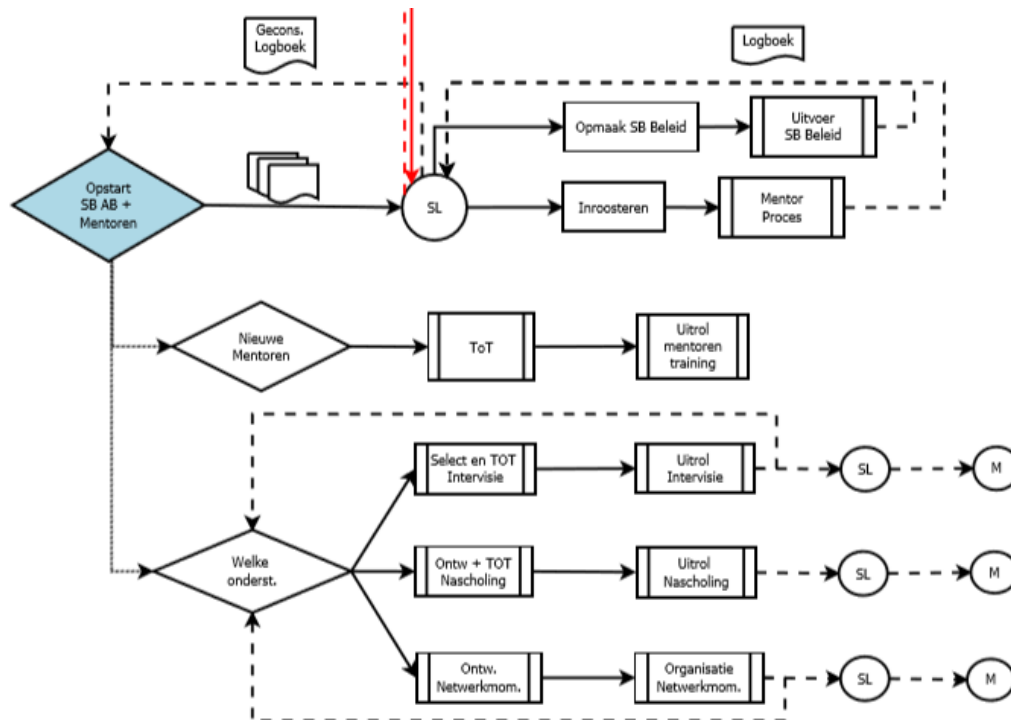 Gecons.
Logboek
Logboek
Opmaak SB Beleid
Uitvoer
SB Beleid
Opstart
SB AB +
Mentoren
SL
Inroosteren
Mentor
Proces
Nieuwe
Mentoren
ToT
Uitrol
mentoren
training
Select en TOT
Intervisie
Uitrol
Intervisie
SL
M
Welke
onderst.
Ontw + TOT
Nascholing
Uitrol
Nascholing
SL
M
Ontw.
Netwerkmom.
Organisatie
Netwerkmom.
SL
M